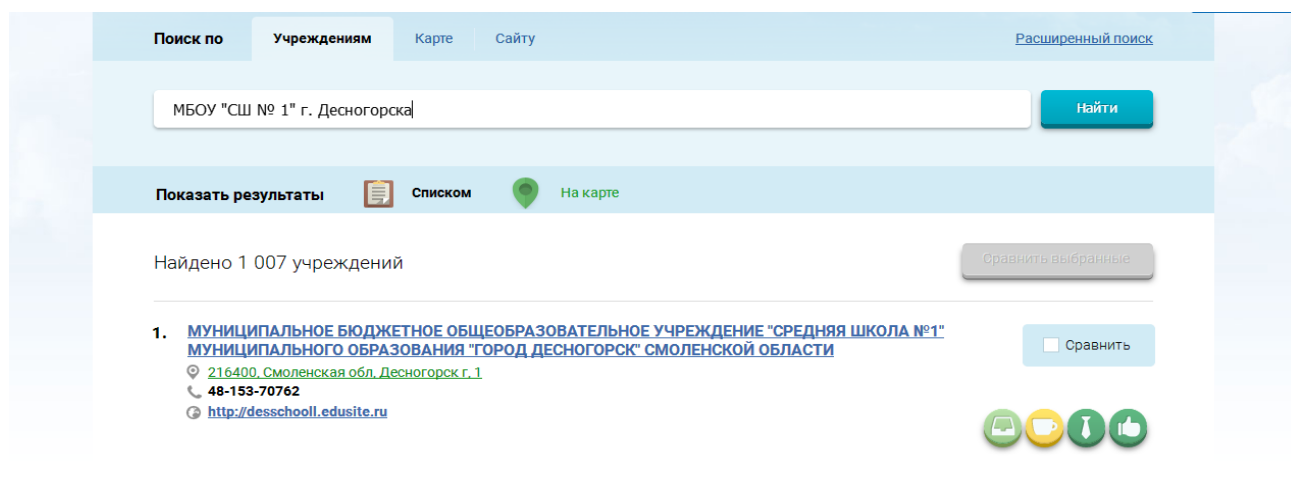 Поиск по Учреждениям Карте Сайту Расширенный поиск
МБОУ "СШ № 1" г. Десногорска Найти
Показать результаты Списком На карте
Найдено 1 007 учреждений Сравнить выбранные
1. МУНИЦИПАЛЬНОЕ БЮДЖЕТНОЕ ОБЩЕОБРАЗОВАТЕЛЬНОЕ УЧРЕЖДЕНИЕ "СРЕДНЯЯ ШКОЛА №1"
МУНИЦИПАЛЬНОГО ОБРАЗОВАНИЯ "ГОРОД ДЕСНОГОРСК" СМОЛЕНСКОЙ ОБЛАСТИ
Сравнить
216400, Смоленская обл, Десногорск г, 1
48-153-70762
http://desschooll.edusite.ru